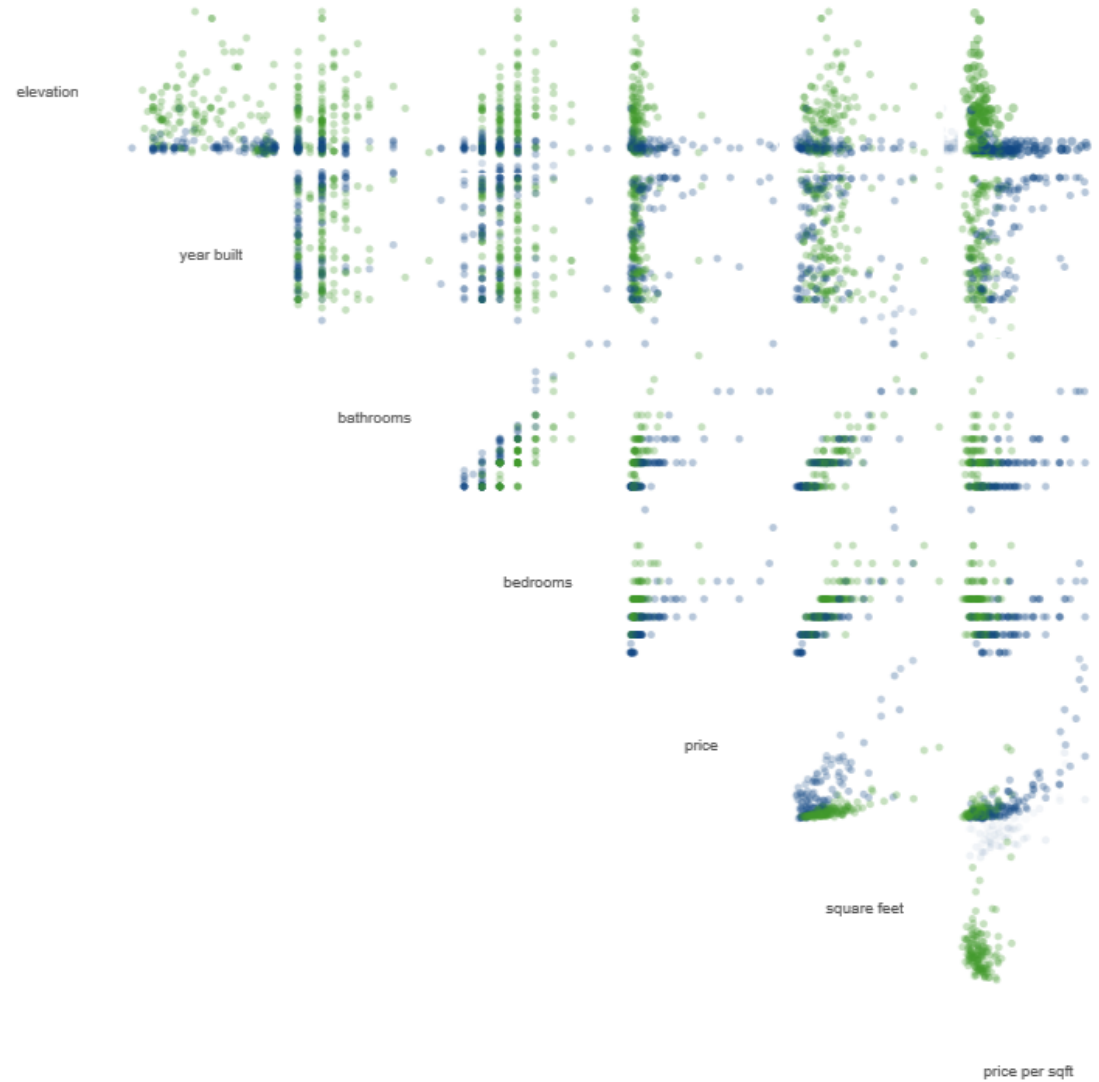 elevation
year built
bathrooms
bedrooms
price
square feet
price per sqft